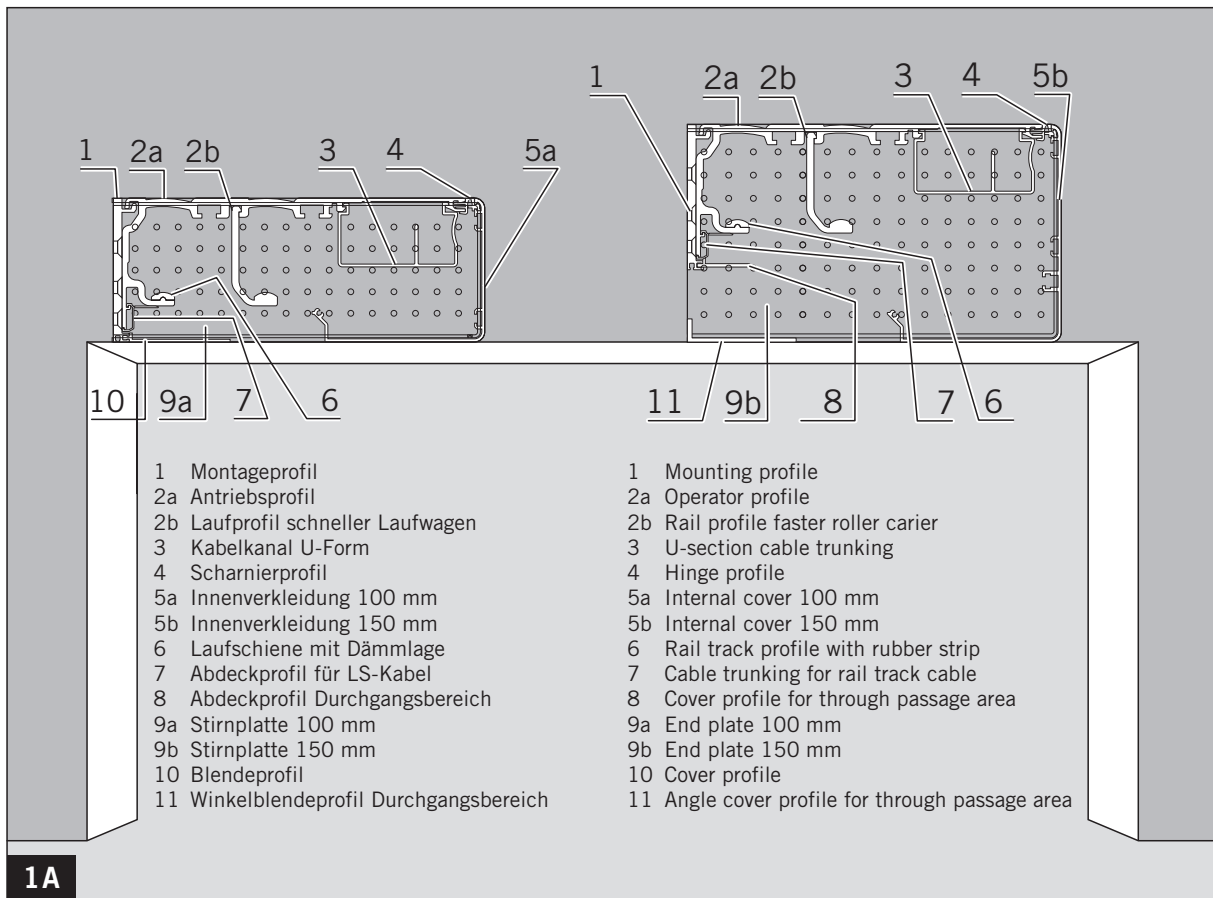 1 2a 2b 3 4 5b
1 2a 2b 3 4 5a
10 9a 7 6
11 9b 8 7 6
1 Montageprofil
2a Antriebsprofil
2b Laufprofil schneller Laufwagen
3 Kabelkanal U-Form
4 Scharnierprofil
5a Innenverkleidung 100 mm
5b Innenverkleidung 150 mm
6 Laufschiene mit Dämmlage
7 Abdeckprofil für LS-Kabel
8 Abdeckprofil Durchgangsbereich
9a Stirnplatte 100 mm
9b Stirnplatte 150 mm
10 Blendeprofil
11 Winkelblendeprofil Durchgangsbereich
1 Mounting profile
2a Operator profile
2b Rail profile faster roller carier
3 U-section cable trunking
4 Hinge profile
5a Internal cover 100 mm
5b Internal cover 150 mm
6 Rail track profile with rubber strip
7 Cable trunking for rail track cable
8 Cover profile for through passage area
9a End plate 100 mm
9b End plate 150 mm
10 Cover profile
11 Angle cover profile for through passage area
1A